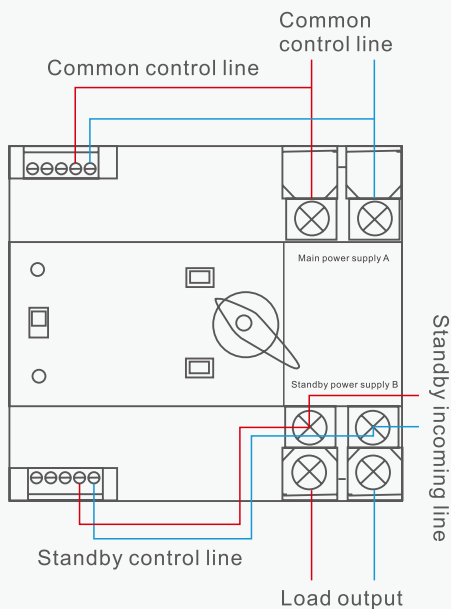 Common
control line
Common control line
Main power supply A
Standby power supply B
Standby incoming line
Standby control line
Load output